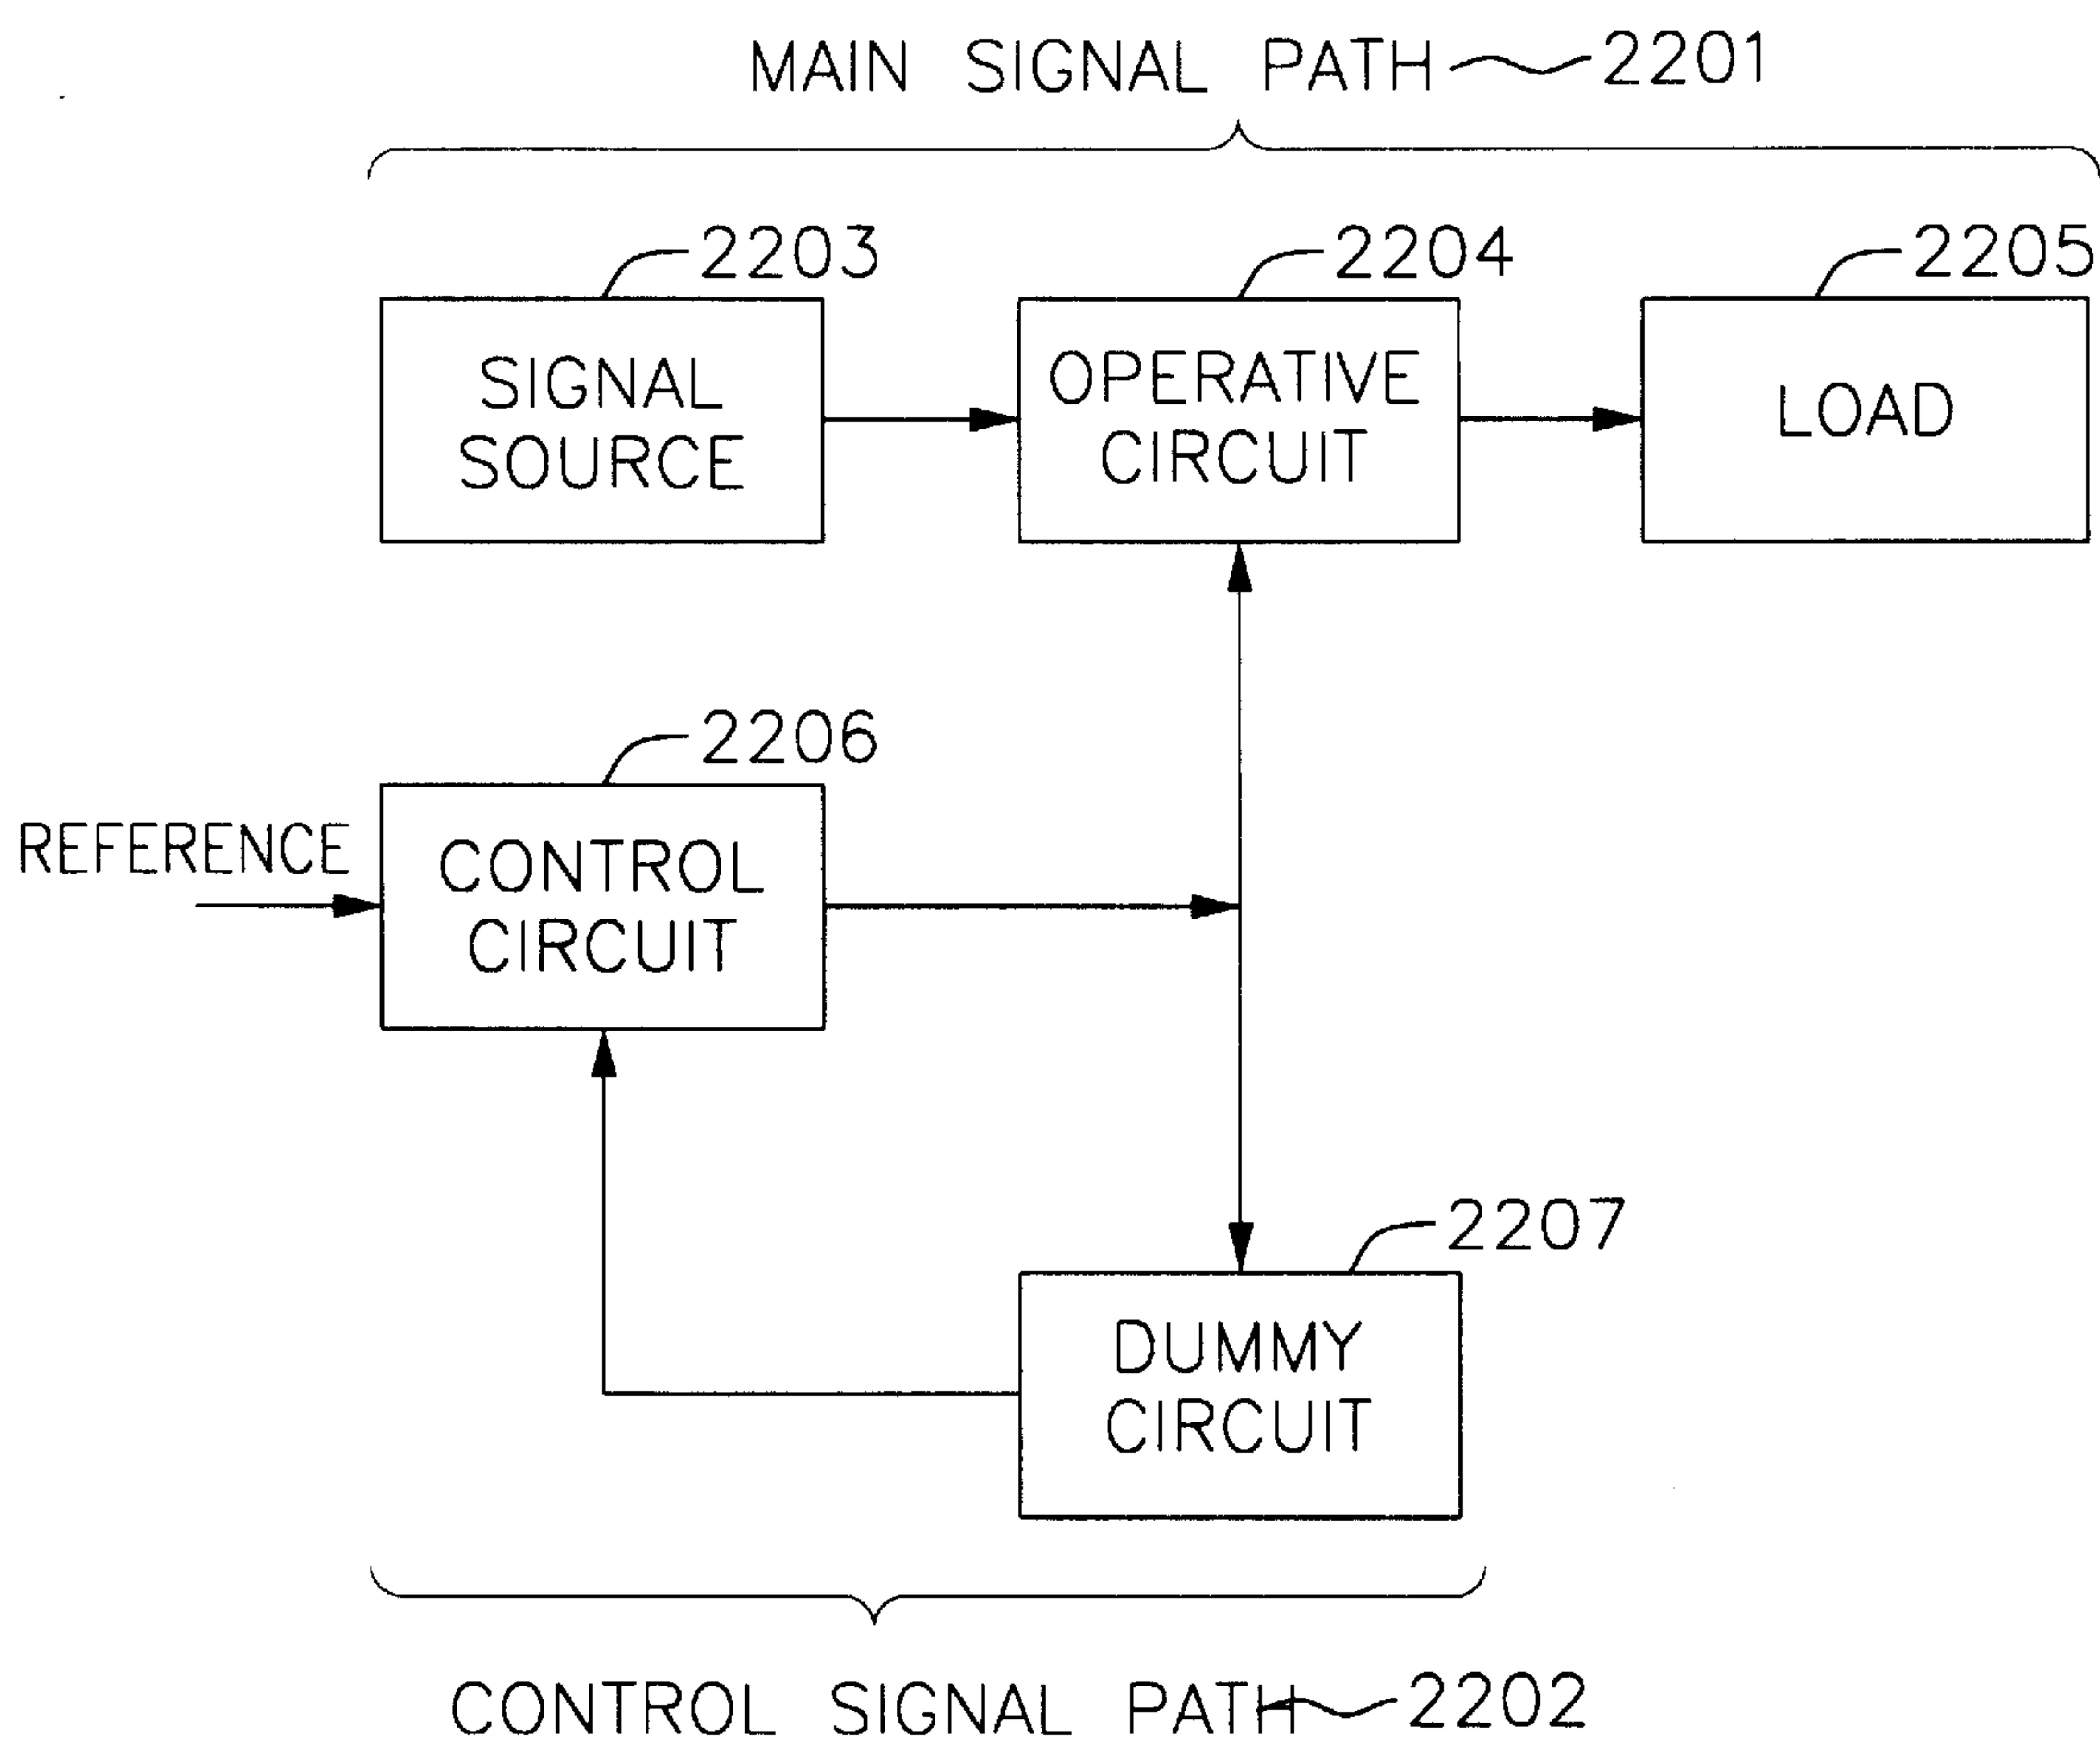 MAIN SIGNAL PATH 2201
2203
2204
2205
SIGNAL
SOURCE
OPERATIVE
CIRCUIT
LOAD
2206
REFERENCE
CONTROL
CIRCUIT
2207
DUMMY
CIRCUIT
CONTROL SIGNAL PATH 2202